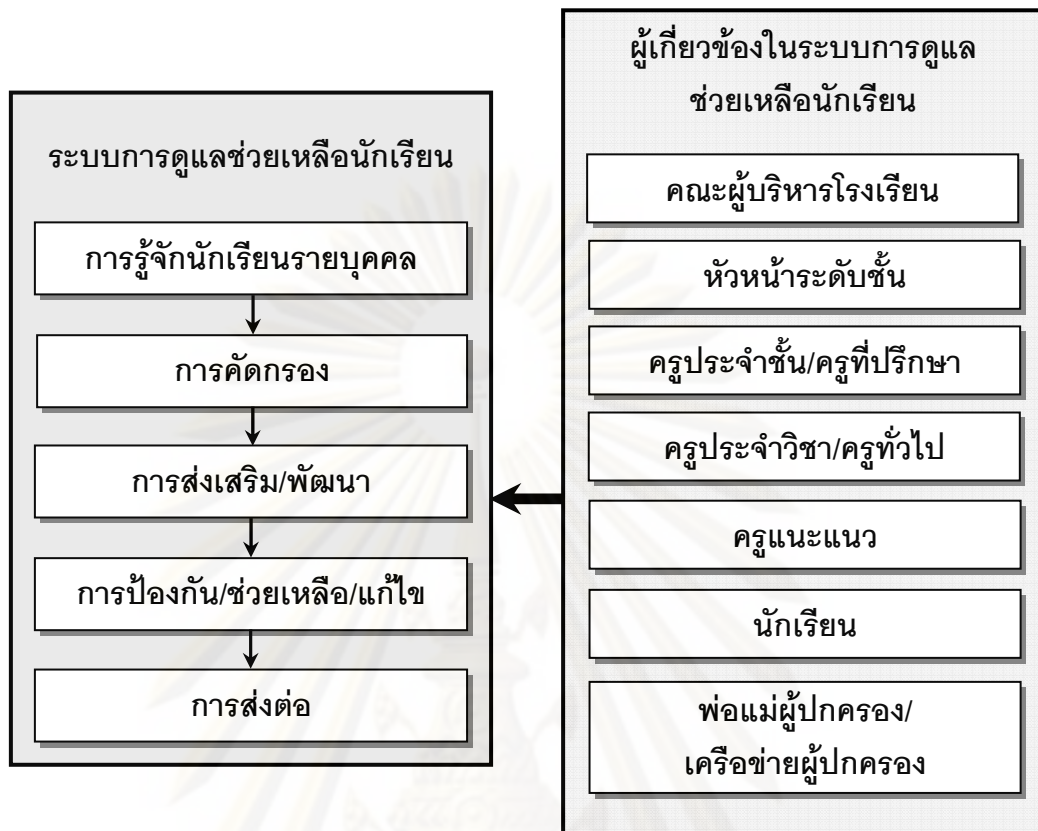 ระบบการดูแลช่วยเหลือนักเรียน
การรู้จักนักเรียนรายบุคคล
การคัดกรอง
การส่งเสริม/พัฒนา
การป้องกัน/ช่วยเหลือ/แก้ไข
การส่งต่อ
ผู้เกี่ยวข้องในระบบการดูแล
ช่วยเหลือนักเรียน
คณะผู้บริหารโรงเรียน
หัวหน้าระดับชั้น
ครูประจำชั้น/ครูที่ปรึกษา
ครูประจำวิชา/ครูทั่วไป
ครูแนะแนว
นักเรียน
พ่อแม่ผู้ปกครอง/
เครือข่ายผู้ปกครอง